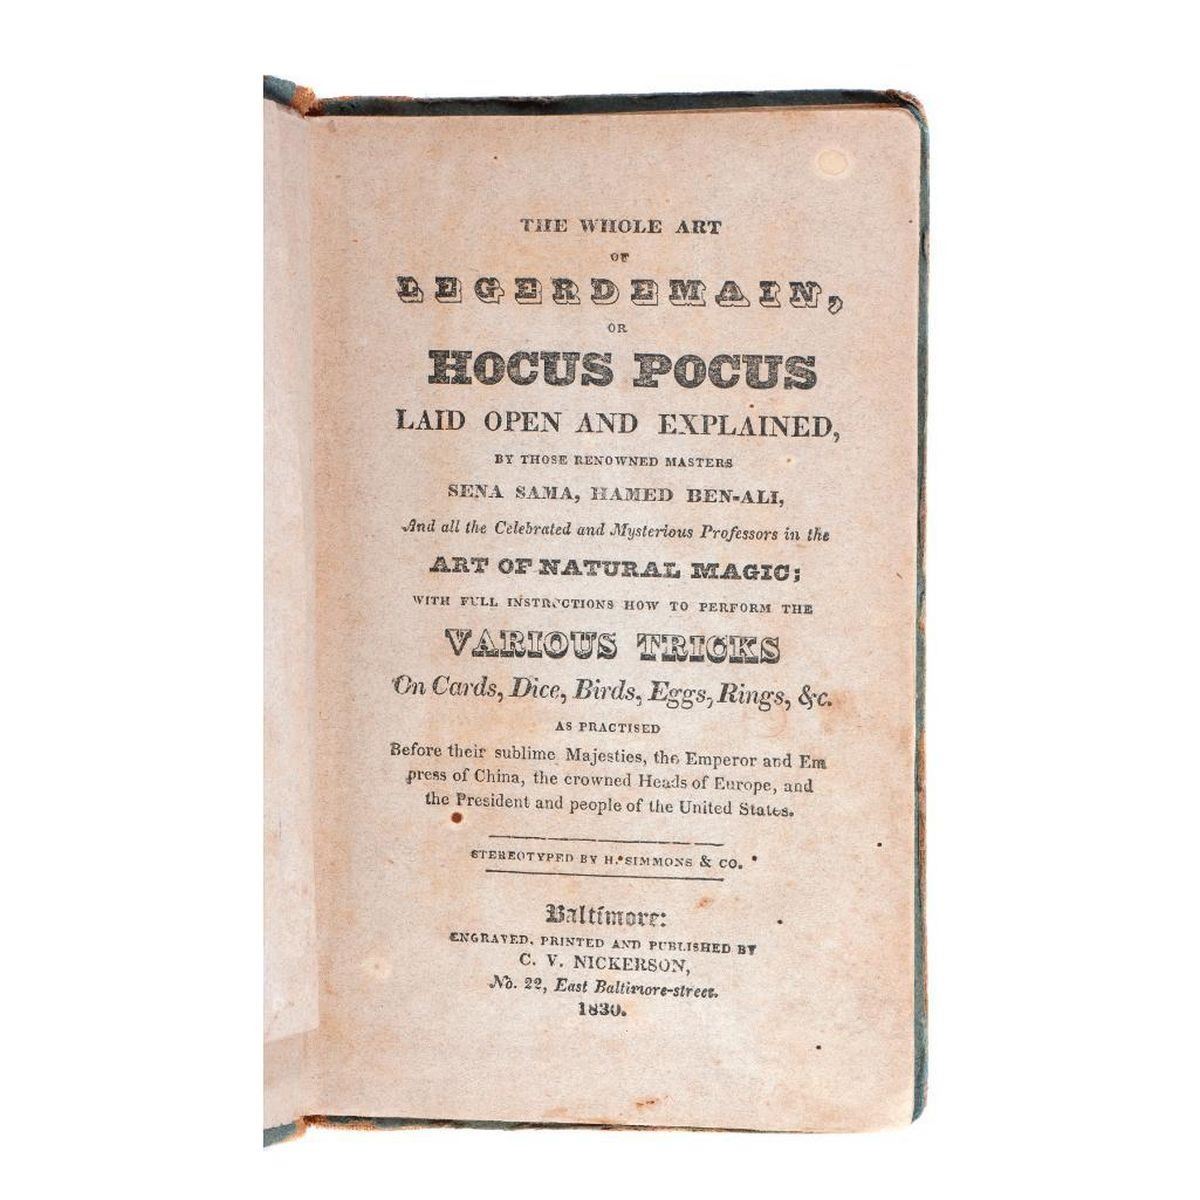 THE WHOLE ART
OF
LEGERDEMAIN,
OR
HOCUS POCUS
LAID OPEN AND EXPLAINED,
BY THOSE RENOWNED MASTERS
SENA SAMA, HAMED BEN-ALI,
And all the Celebrated and Mysterious Professors in the
ART OF NATURAL MAGIC;
WITH FULL INSTRUCTIONS HOW TO PERFORM THE
VARIOUS TRICKS
On Cards, Dice, Birds, Eggs, Rings, &c.
AS PRACTISED
Before their sublime Majesties, the Emperor and Em
press of China, the crowned Heads of Europe, and
the President and people of the United States.
STEREOTYPED BY H. SIMMONS & CO.
Baltimore:
ENGRAVED, PRINTED AND PUBLISHED BY
C. V. NICKERSON,
No. 22, East Baltimore-street.
1830.